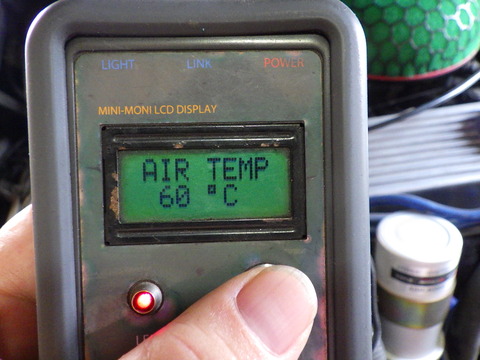 LIGHT LINK POWER
MINI-MONI LCD DISPLAY
AIR TEMP
60 °C